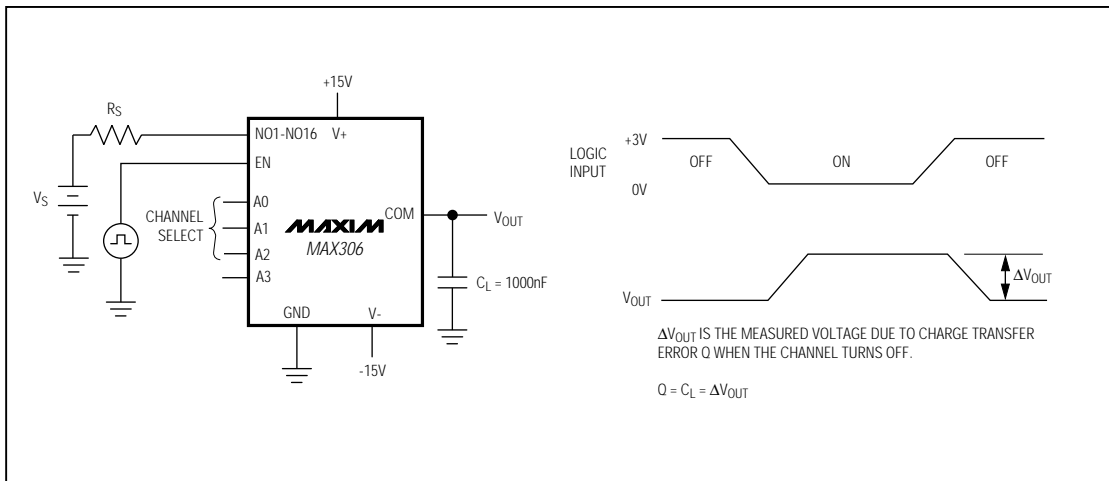 +15V
RS
NO1-NO16 V+
EN
VS
CHANNEL
SELECT
A0
A1
A2
A3
MAXIM
MAX306
COM
VOUT
CL = 1000nF
GND
V-
-15V
LOGIC
INPUT
+3V
0V
OFF
ON
OFF
VOUT
ΔVOUT
ΔVOUT IS THE MEASURED VOLTAGE DUE TO CHARGE TRANSFER
ERROR Q WHEN THE CHANNEL TURNS OFF.
Q = CL = ΔVOUT